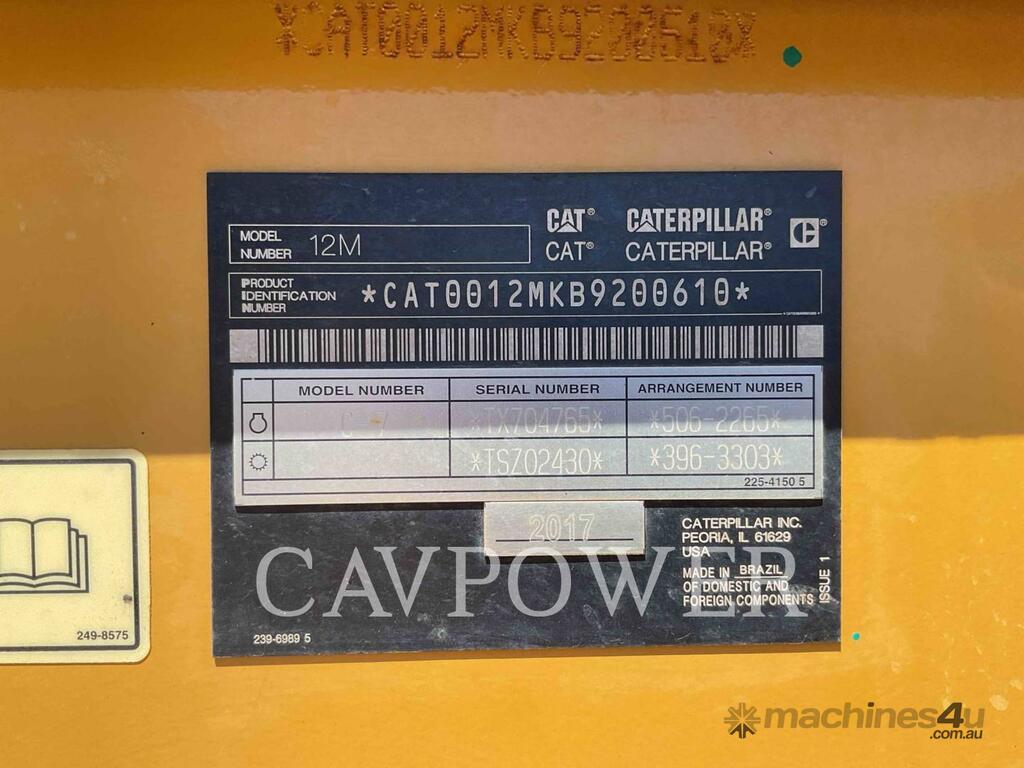 *CAT0012MKB9200610*
CAT® CATERPILLAR®
MODEL NUMBER 12M
CAT® CATERPILLAR®
PRODUCT IDENTIFICATION NUMBER *CAT0012MKB9200610*
MODEL NUMBER SERIAL NUMBER ARRANGEMENT NUMBER
C-7 *TX704765* *506-2265*
*TSZ02430* *396-3303*
225-4150 5
2017
CATERPILLAR INC.
PEORIA, IL 61629
USA
MADE IN BRAZIL
OF DOMESTIC AND
FOREIGN COMPONENTS
ISSUE 1
CAVPOWER
239-6989 5
249-8575
machines4u
.com.au